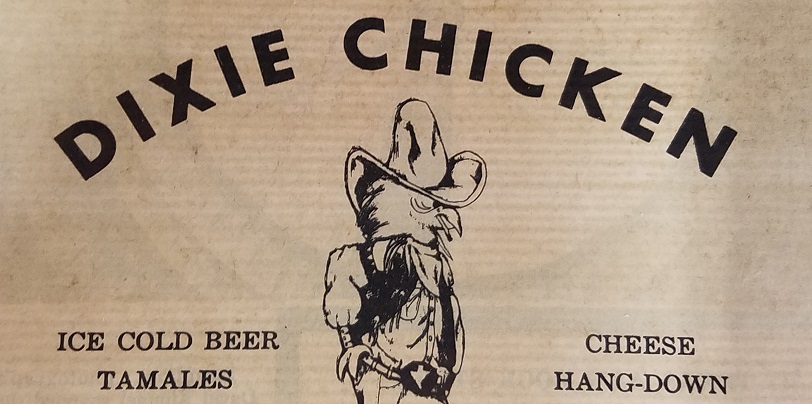 DIXIE CHICKEN
ICE COLD BEER
TAMALES
CHEESE
HANG-DOWN